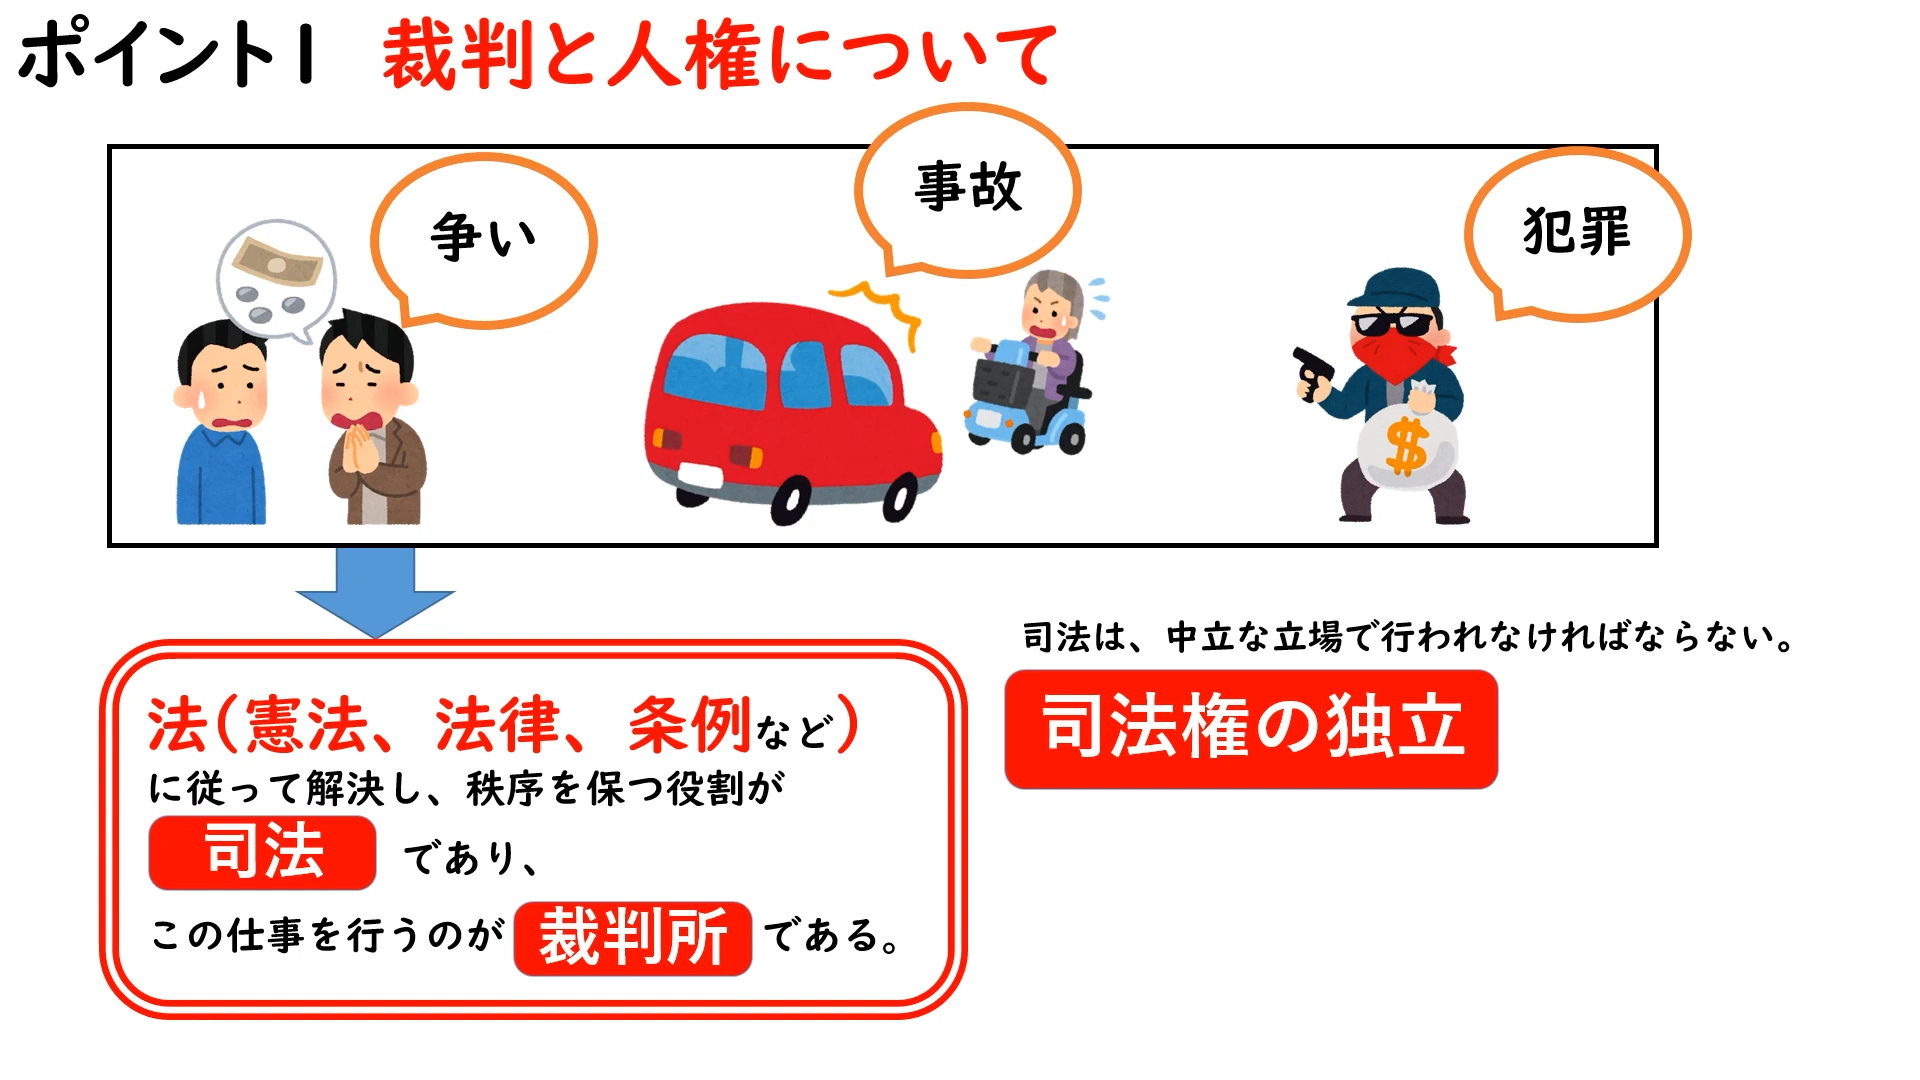 ポイント1　裁判と人権について
争い
事故
犯罪
$
法(憲法、法律、条例など)
に従って解決し、秩序を保つ役割が
司法 であり、
この仕事を行うのが 裁判所 である。
司法は、中立な立場で行われなければならない。
司法権の独立